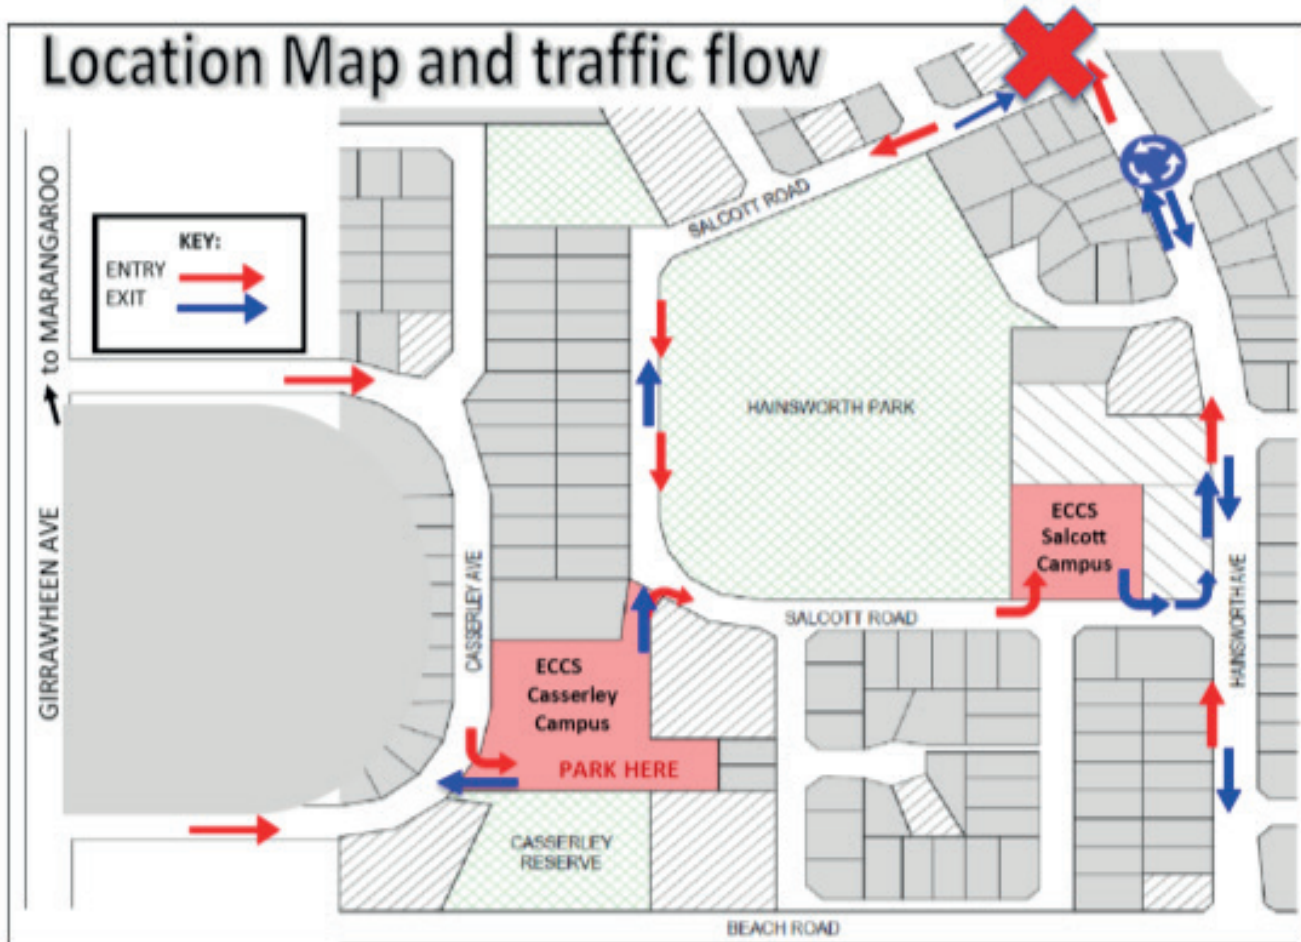 Location Map and traffic flow
to MARANGAROO
KEY:
ENTRY
EXIT
SALCOTT ROAD
HAINSWORTH PARK
GIRRAWHEEN AVE
CASSERLEY AVE
ECCS
Salcott
Campus
SALCOTT ROAD
HAINSWORTH AVE
ECCS
Casserley
Campus
PARK HERE
CASSERLEY
RESERVE
BEACH ROAD